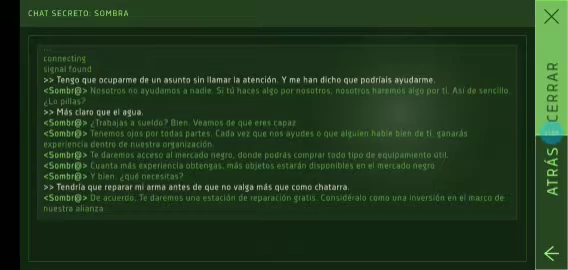 CHAT SECRETO: SOMBRA
connecting
signal found
>> Tengo que ocuparme de un asunto sin llamar la atención. Y me han dicho que podríais ayudarme.
<Sombr@> Nosotros no ayudamos a nadie. Si tú haces algo por nosotros, nosotros haremos algo por ti. Así de sencillo.
¿Lo pillas?
>> Más claro que el agua.
<Sombr@> ¿Trabajas a sueldo? Bien. Veamos de qué eres capaz
<Sombr@> Tenemos ojos por todas partes. Cada vez que nos ayudes o que alguien hable bien de ti, ganarás
experiencia dentro de nuestra organización.
<Sombr@> Te daremos acceso al mercado negro, donde podrás comprar todo tipo de equipamiento útil.
<Sombr@> Cuanta más experiencia obtengas, más objetos estarán disponibles en el mercado negro
<Sombr@> Y bien, ¿qué necesitas?
>> Tendría que reparar mi arma antes de que no valga más que como chatarra.
<Sombr@> De acuerdo. Te daremos una estación de reparación gratis. Considéralo como una inversión en el marco de
nuestra alianza
CERRAR
ATRÁS